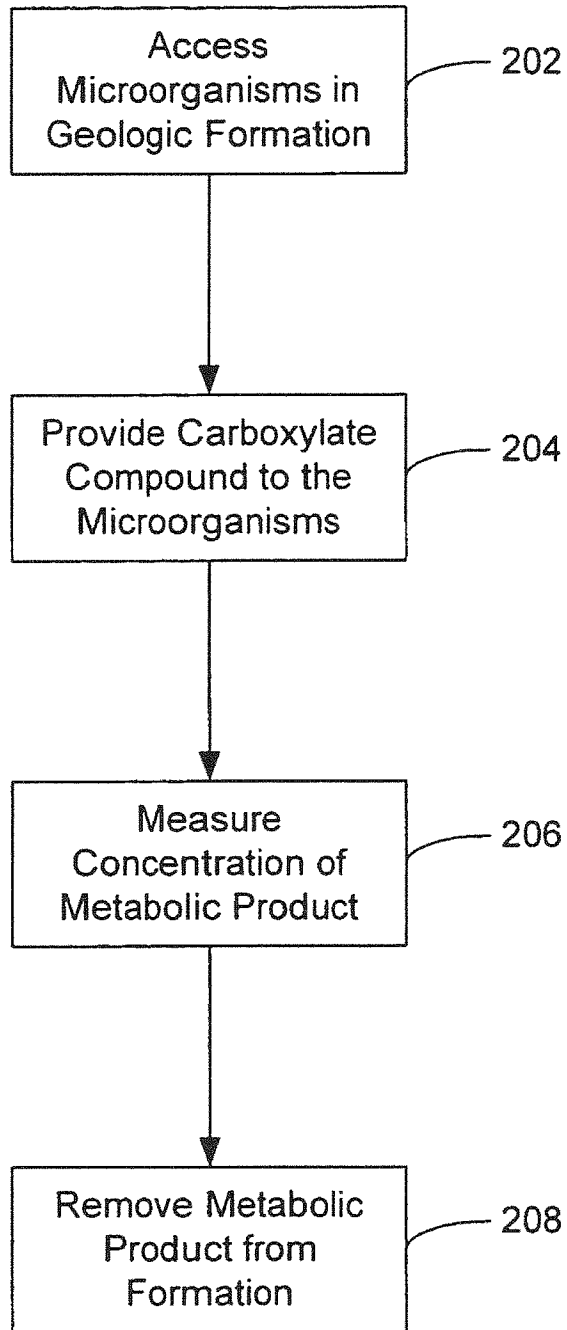 Access
Microorganisms in
Geologic Formation
202
Provide Carboxylate
Compound to the
Microorganisms
204
Measure
Concentration of
Metabolic Product
206
Remove Metabolic
Product from
Formation
208